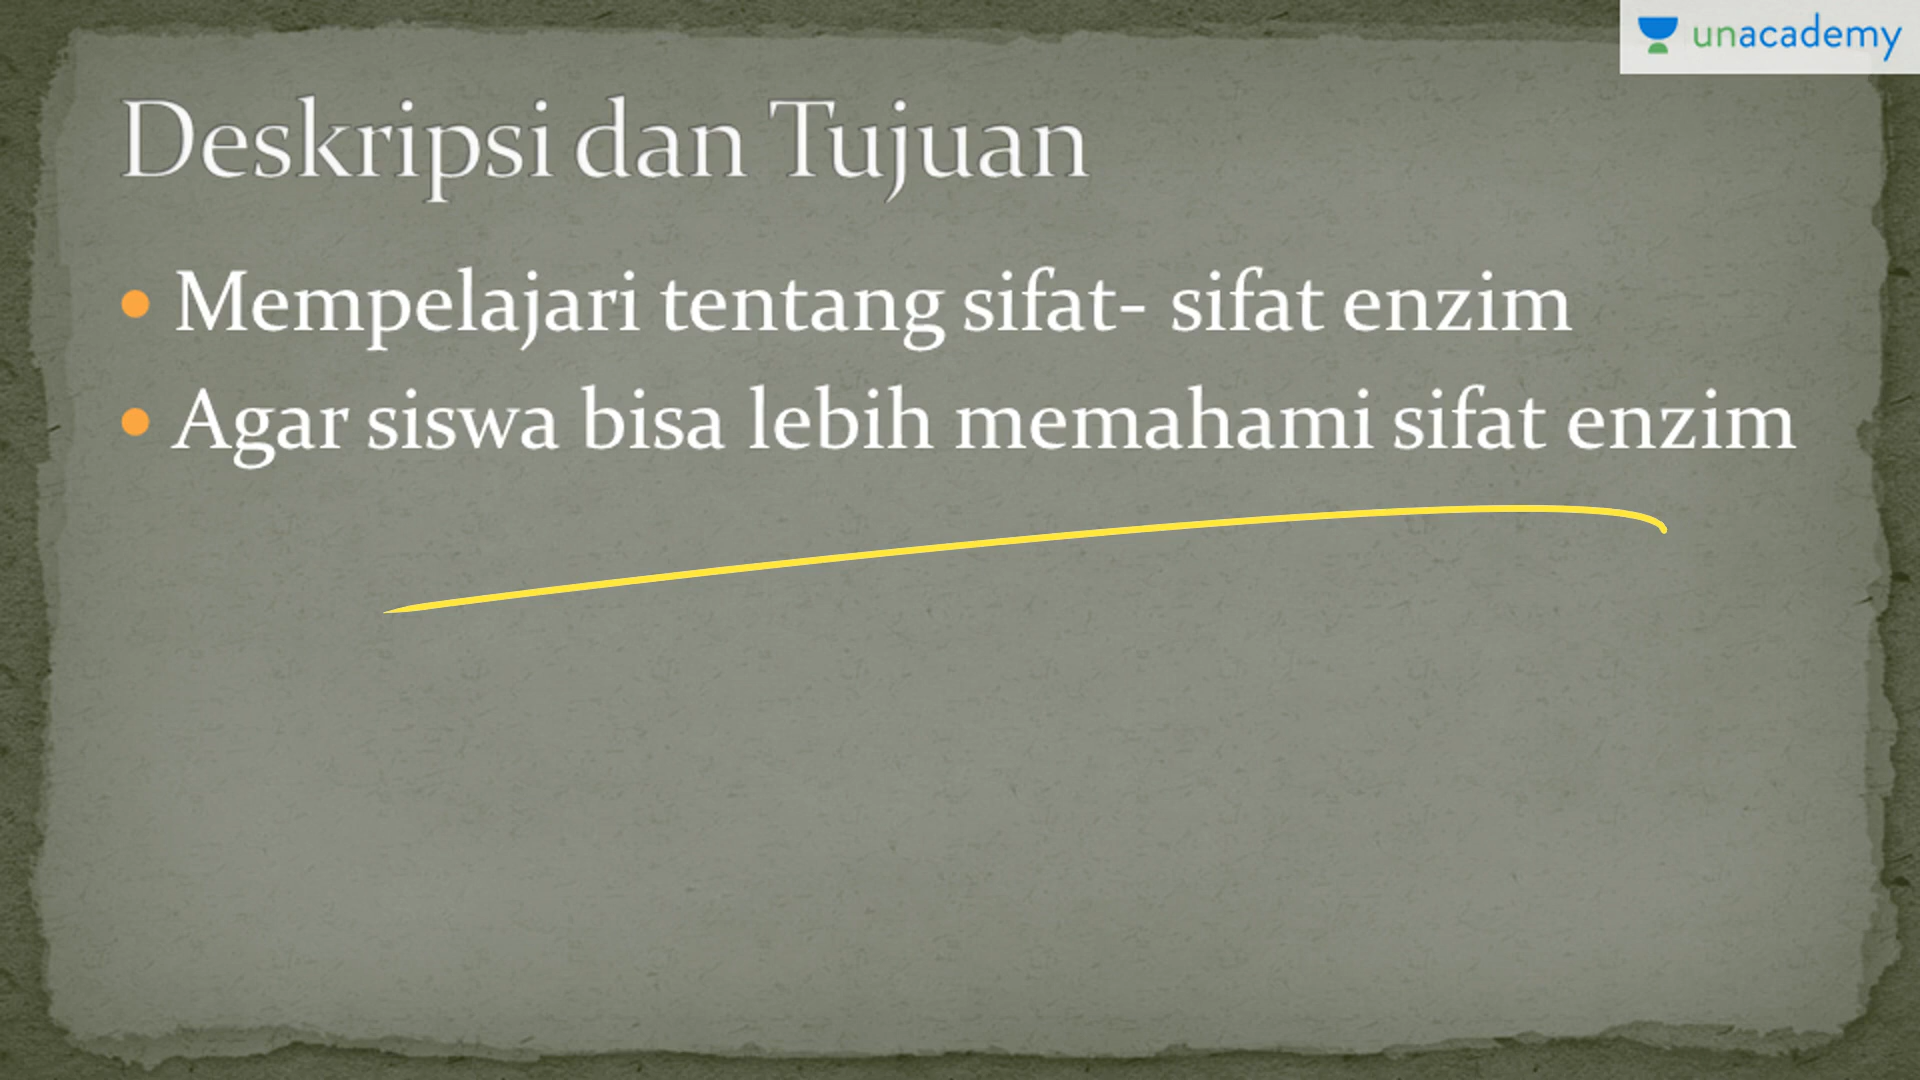 unacademy
Deskripsi dan Tujuan
Mempelajari tentang sifat- sifat enzim
Agar siswa bisa lebih memahami sifat enzim